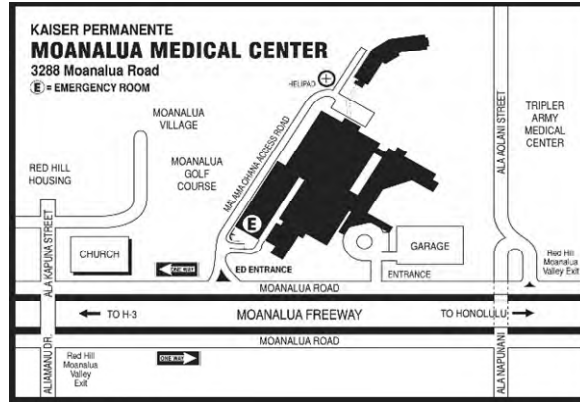 KAISER PERMANENTE
MOANALUA MEDICAL CENTER
3288 Moanalua Road
E = EMERGENCY ROOM
HELIPAD
MOANALUA
VILLAGE
MOANALUA
GOLF
COURSE
RED HILL
HOUSING
MALAMA OHANA ACCESS ROAD
ALA AOLANI STREET
TRIPLER
ARMY
MEDICAL
CENTER
ALA KAPUNA STREET
CHURCH
E
GARAGE
ONE WAY
ED ENTRANCE
ENTRANCE
Red Hill
Moanalua
Valley Exit
MOANALUA ROAD
TO H-3
MOANALUA FREEWAY
TO HONOLULU
MOANALUA ROAD
ALIAMANU DR.
Red Hill
Moanalua
Valley
Exit
ONE WAY
ALA NAPUNANI